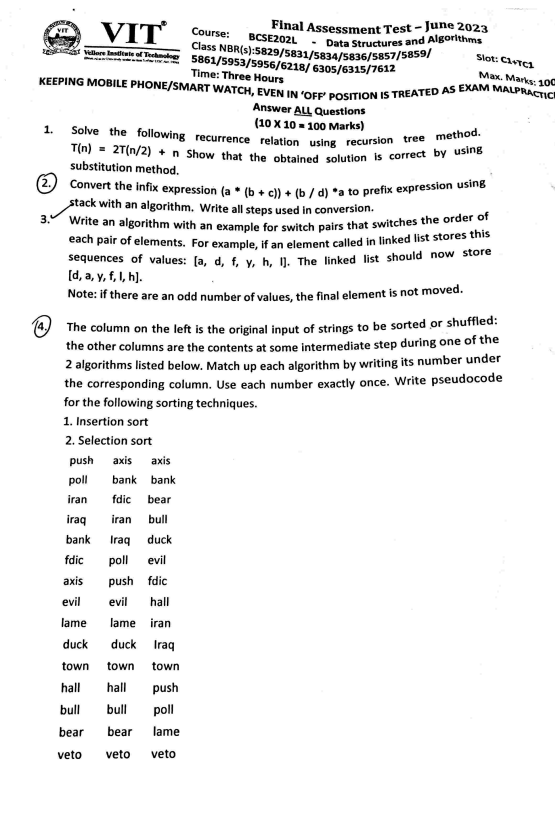 VIT
Vellore Institute of Technology
Final Assessment Test – June 2023
Course: BCSE202L - Data Structures and Algorithms
Class NBR(s):5829/5831/5834/5836/5857/5859/
5861/5953/5956/6218/ 6305/6315/7612
Slot: C1+TC1
Time: Three Hours
Max. Marks: 100
KEEPING MOBILE PHONE/SMART WATCH, EVEN IN 'OFF' POSITION IS TREATED AS EXAM MALPRACTIC
Answer ALL Questions
(10 X 10 = 100 Marks)
1. Solve the following recurrence relation using recursion tree method.
T(n) = 2T(n/2) + n Show that the obtained solution is correct by using
substitution method.
2. Convert the infix expression (a * (b + c)) + (b / d) *a to prefix expression using
stack with an algorithm. Write all steps used in conversion.
3. Write an algorithm with an example for switch pairs that switches the order of
each pair of elements. For example, if an element called in linked list stores this
sequences of values: [a, d, f, y, h, l]. The linked list should now store
[d, a, y, f, l, h].
Note: if there are an odd number of values, the final element is not moved.
4. The column on the left is the original input of strings to be sorted or shuffled:
the other columns are the contents at some intermediate step during one of the
2 algorithms listed below. Match up each algorithm by writing its number under
the corresponding column. Use each number exactly once. Write pseudocode
for the following sorting techniques.
1. Insertion sort
2. Selection sort
push axis axis
poll bank bank
iran fdic bear
iraq iran bull
bank Iraq duck
fdic poll evil
axis push fdic
evil evil hall
lame lame iran
duck duck Iraq
town town town
hall hall push
bull bull poll
bear bear lame
veto veto veto